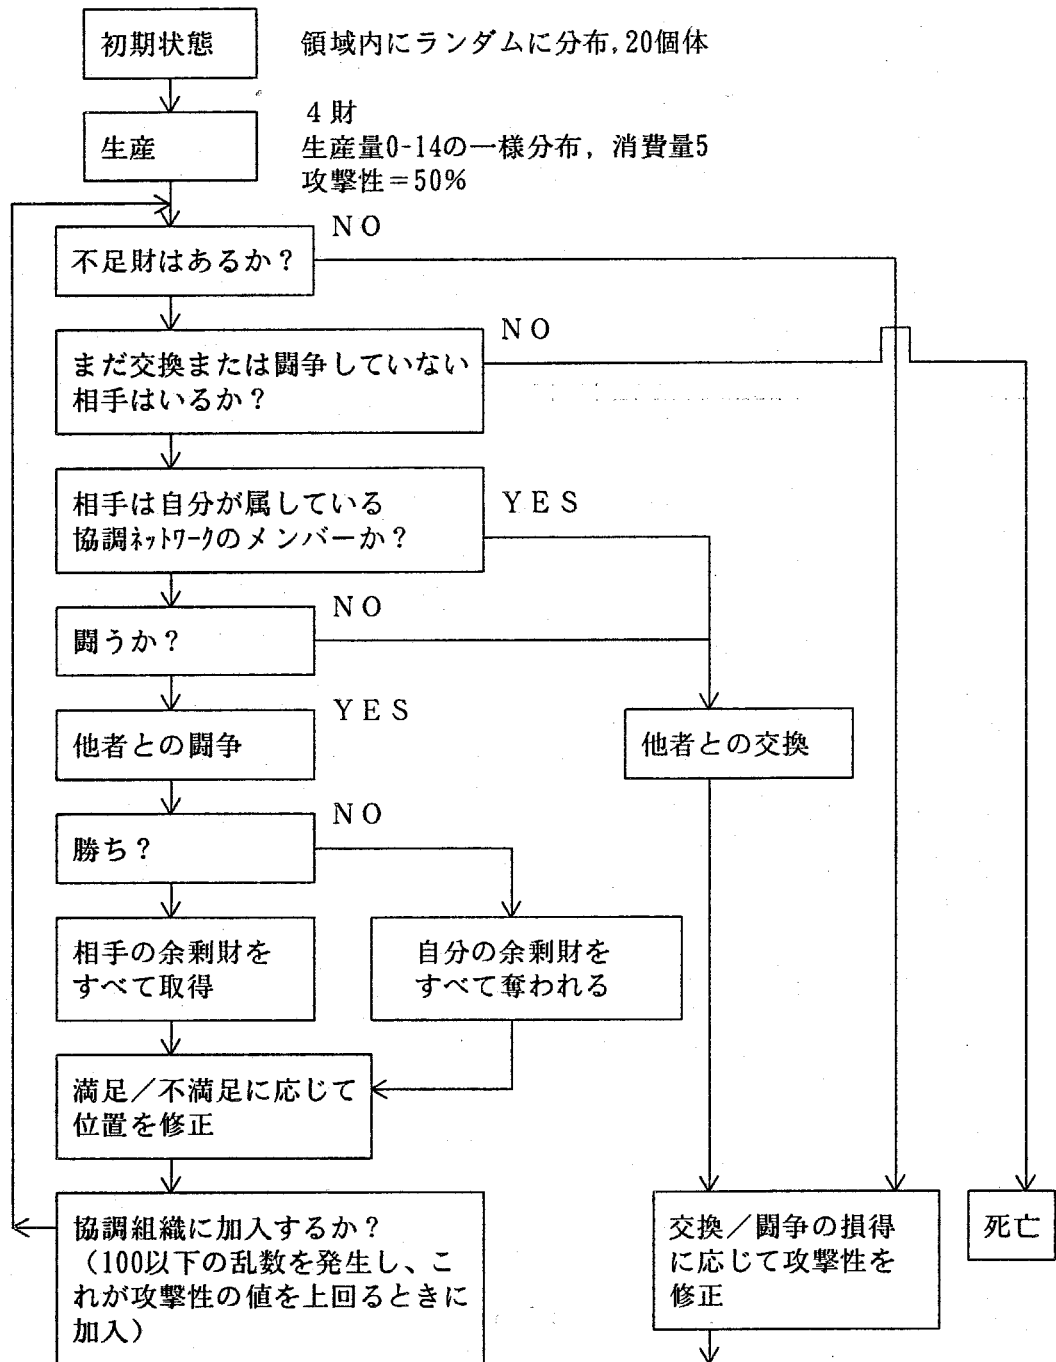 初期状態
領域内にランダムに分布,20個体
生産
4財
生産量0-14の一様分布，消費量5
攻撃性＝50%
NO
不足財はあるか？
NO
まだ交換または闘争していない
相手はいるか？
相手は自分が属している
協調ﾈｯﾄﾜｰｸのメンバーか？
YES
NO
闘うか？
YES
他者との闘争
他者との交換
NO
勝ち？
相手の余剰財を
すべて取得
自分の余剰財を
すべて奪われる
満足／不満足に応じて
位置を修正
協調組織に加入するか？
（100以下の乱数を発生し、こ
れが攻撃性の値を上回るときに
加入）
交換／闘争の損得
に応じて攻撃性を
修正
死亡